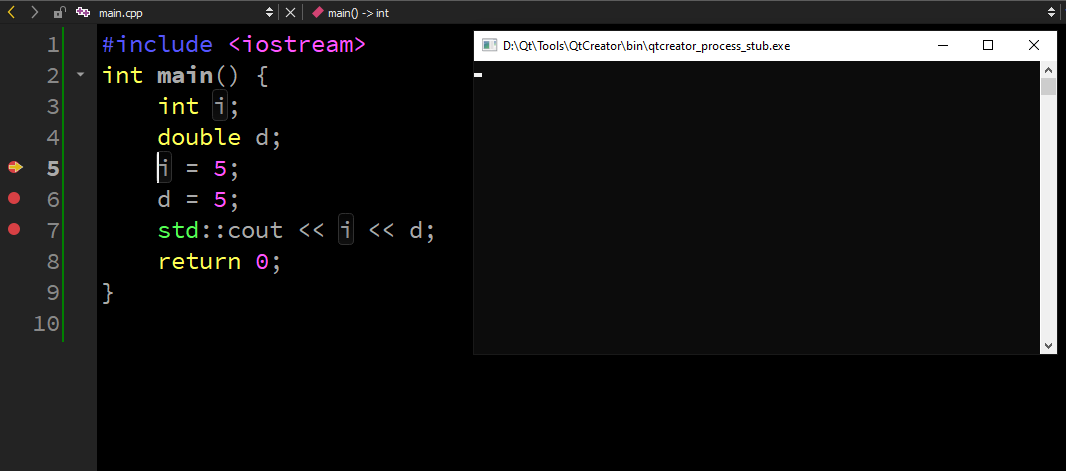 main.cpp main() -> int
D:\Qt\Tools\QtCreator\bin\qtcreator_process_stub.exe
1 #include <iostream>
2 int main() {
3     int i;
4     double d;
5     i = 5;
6     d = 5;
7     std::cout << i << d;
8     return 0;
9 }
10